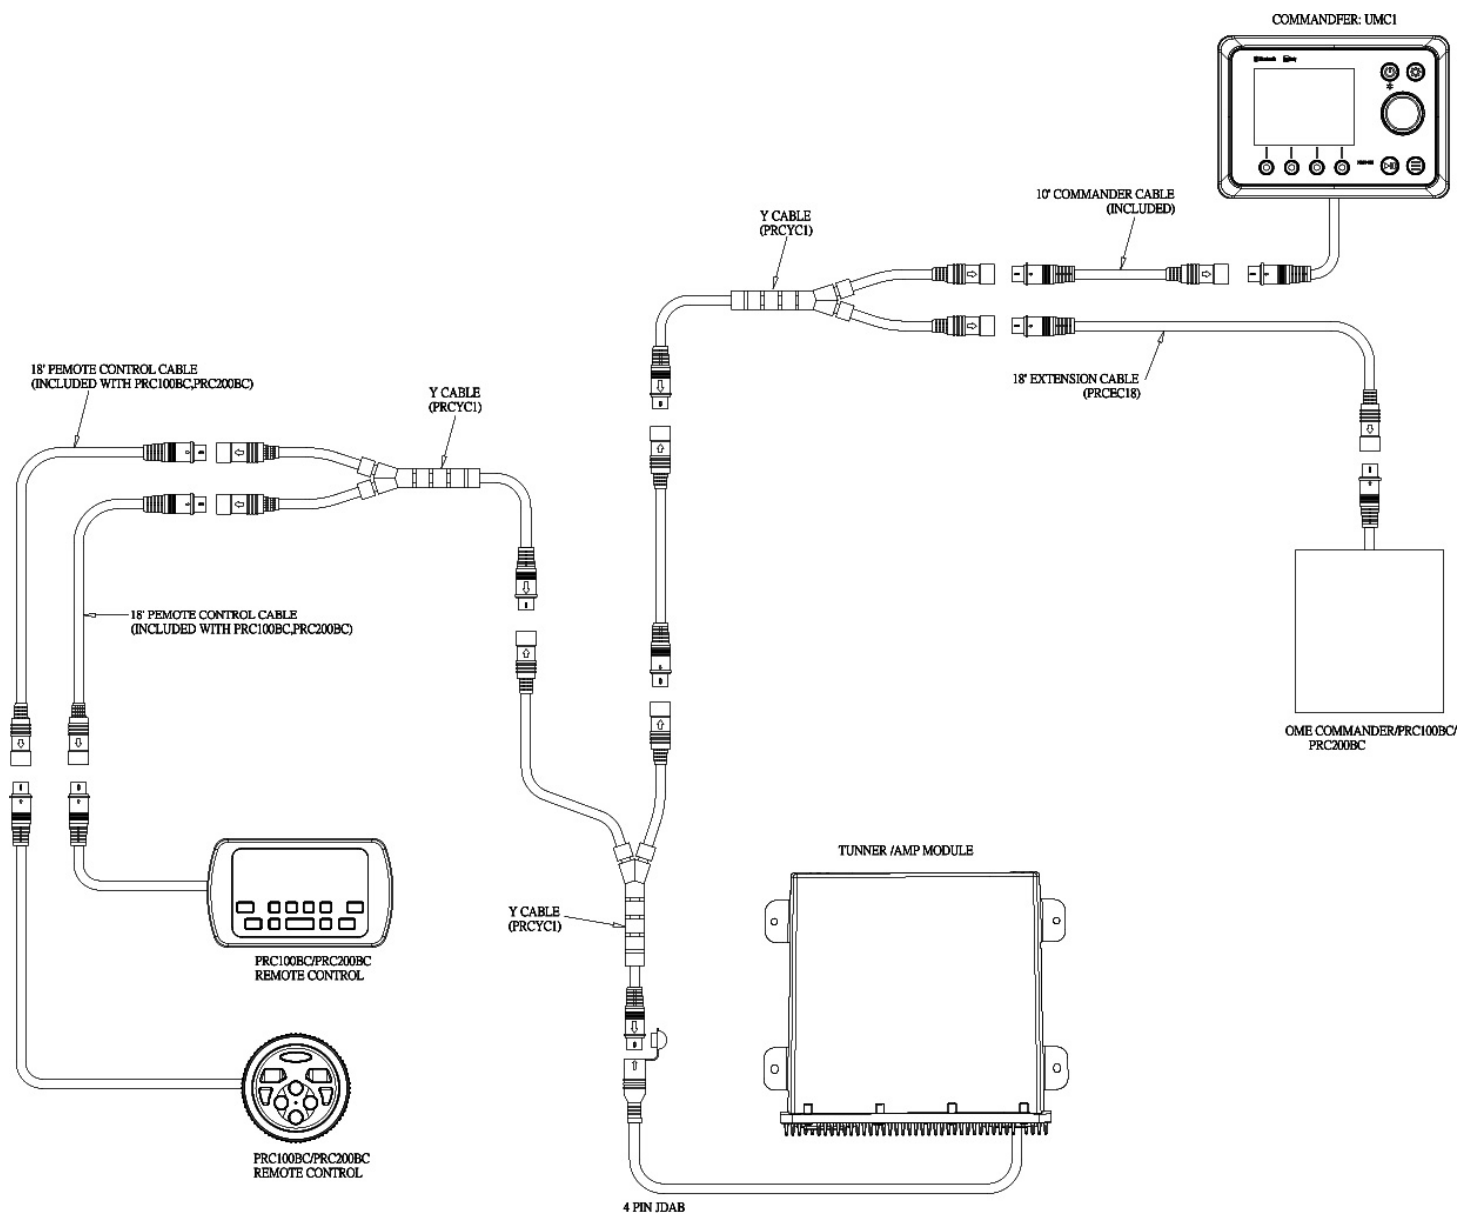 COMMANDFER: UMC1
10' COMMANDER CABLE
(INCLUDED)
Y CABLE
(PRCYC1)
18' PEMOTE CONTROL CABLE
(INCLUDED WITH PRC100BC,PRC200BC)
Y CABLE
(PRCYC1)
18' EXTENSION CABLE
(PRCEC18)
18' PEMOTE CONTROL CABLE
(INCLUDED WITH PRC100BC,PRC200BC)
OME COMMANDER/PRC100BC/
PRC200BC
TUNNER /AMP MODULE
Y CABLE
(PRCYC1)
PRC100BC/PRC200BC
REMOTE CONTROL
PRC100BC/PRC200BC
REMOTE CONTROL
4 PIN JDAB